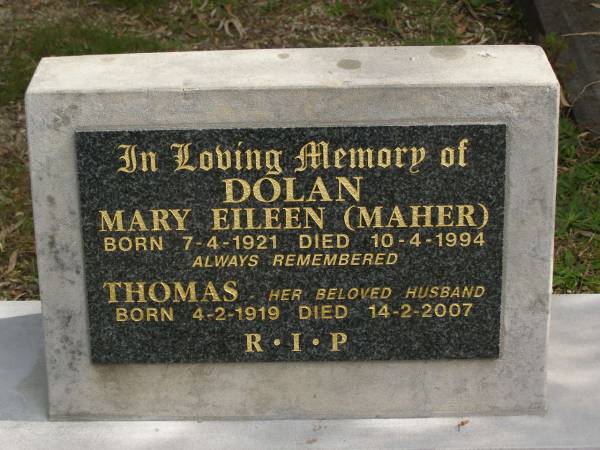 In Loving Memory of
DOLAN
MARY EILEEN (MAHER)
BORN 7-4-1921 DIED 10-4-1994
ALWAYS REMEMBERED
THOMAS - HER BELOVED HUSBAND
BORN 4-2-1919 DIED 14-2-2007
R • I • P